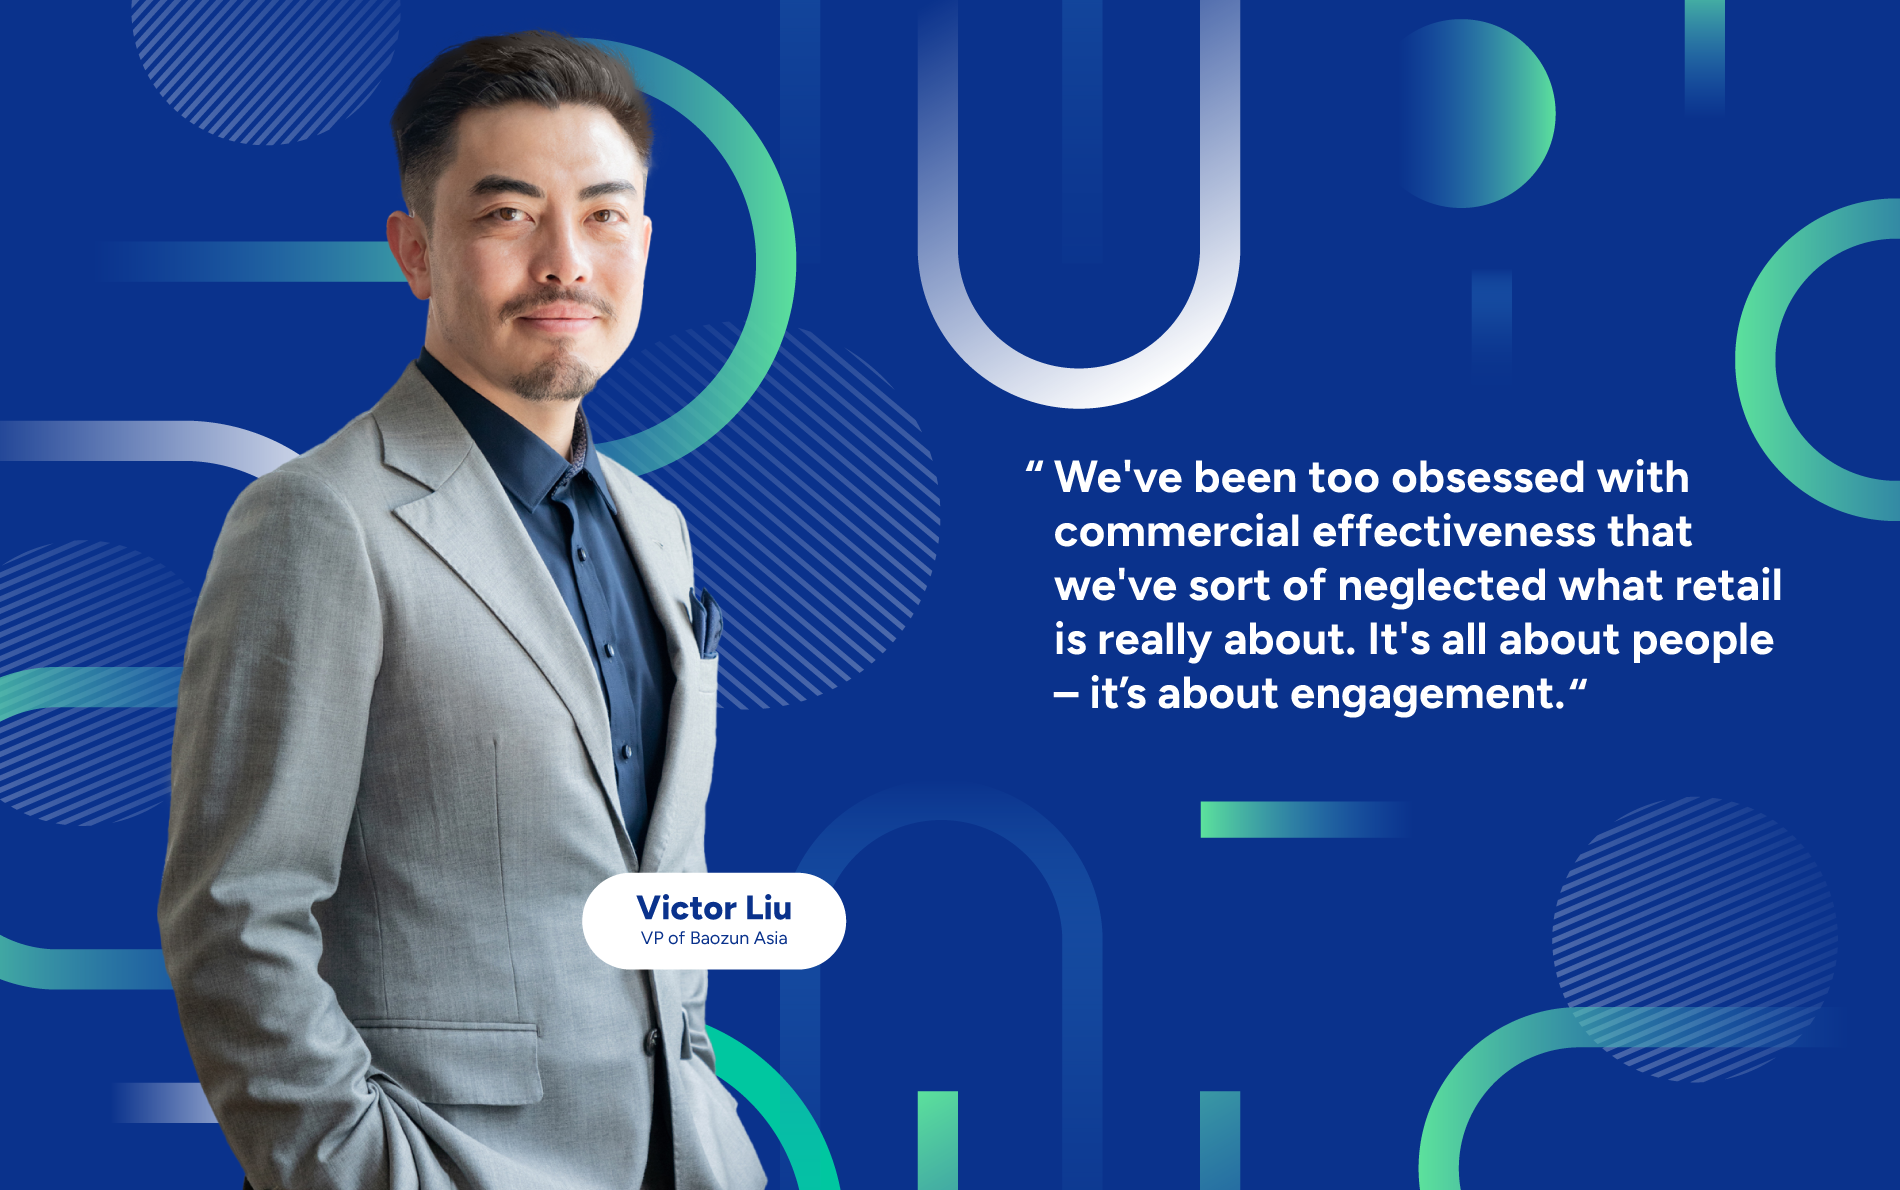 “ We've been too obsessed with
commercial effectiveness that
we've sort of neglected what retail
is really about. It's all about people
– it’s about engagement.“
Victor Liu
VP of Baozun Asia